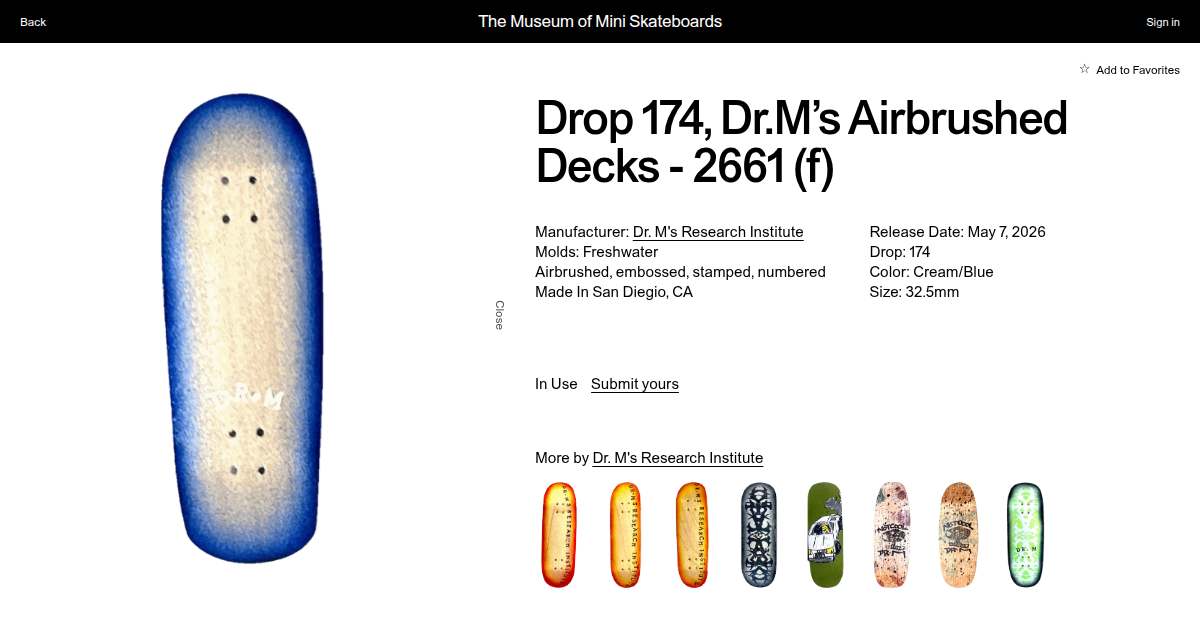 Back
The Museum of Mini Skateboards
Sign in
☆ Add to Favorites
Drop 174, Dr.M’s Airbrushed
Decks - 2661 (f)
Manufacturer: Dr. M's Research Institute
Molds: Freshwater
Airbrushed, embossed, stamped, numbered
Made In San Diegio, CA
Release Date: May 7, 2026
Drop: 174
Color: Cream/Blue
Size: 32.5mm
Close
DR.M
In Use Submit yours
More by Dr. M's Research Institute